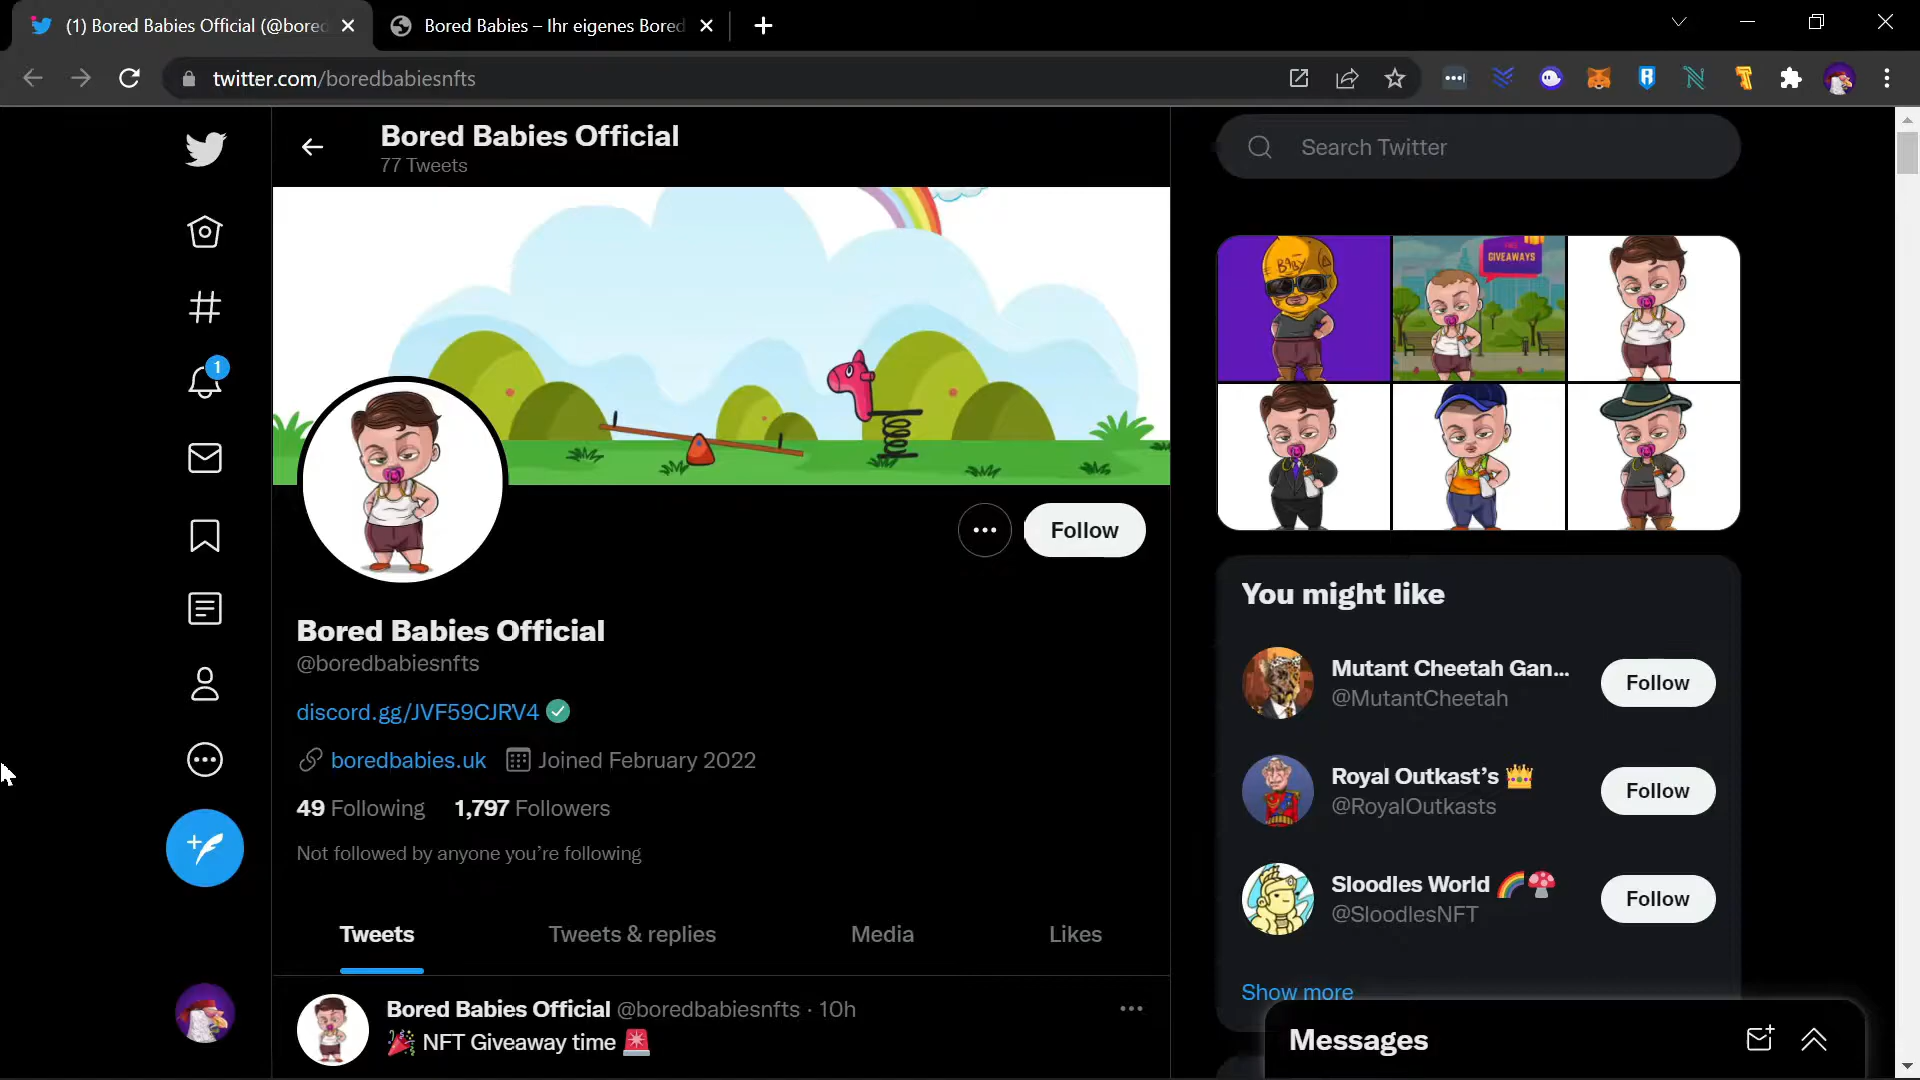 (1) Bored Babies Official (@bored
Bored Babies – Ihr eigenes Bored
twitter.com/boredbabiesnfts
Bored Babies Official
77 Tweets
Search Twitter
GIVEAWAYS
BABY
1
Follow
Bored Babies Official
@boredbabiesnfts
discord.gg/JVF59CJRV4
boredbabies.uk Joined February 2022
49 Following 1,797 Followers
Not followed by anyone you’re following
Tweets Tweets & replies Media Likes
Bored Babies Official @boredbabiesnfts · 10h
🎉 NFT Giveaway time 🚨
You might like
Mutant Cheetah Gan...
@MutantCheetah
Follow
Royal Outkast’s 👑
@RoyalOutkasts
Follow
Sloodles World 🌈🍄
@SloodlesNFT
Follow
Show more
Messages